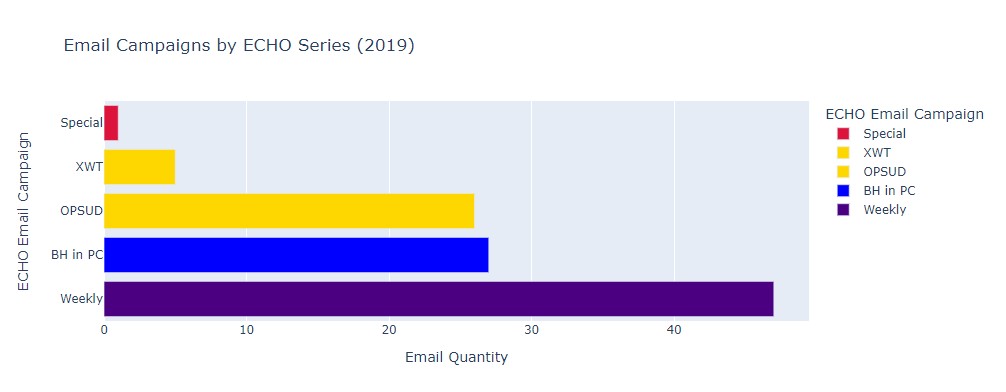 Email Campaigns by ECHO Series (2019)
ECHO Email Campaign
Special
XWT
OPSUD
BH in PC
Weekly
0 10 20 30 40
Email Quantity
ECHO Email Campaign
Special
XWT
OPSUD
BH in PC
Weekly